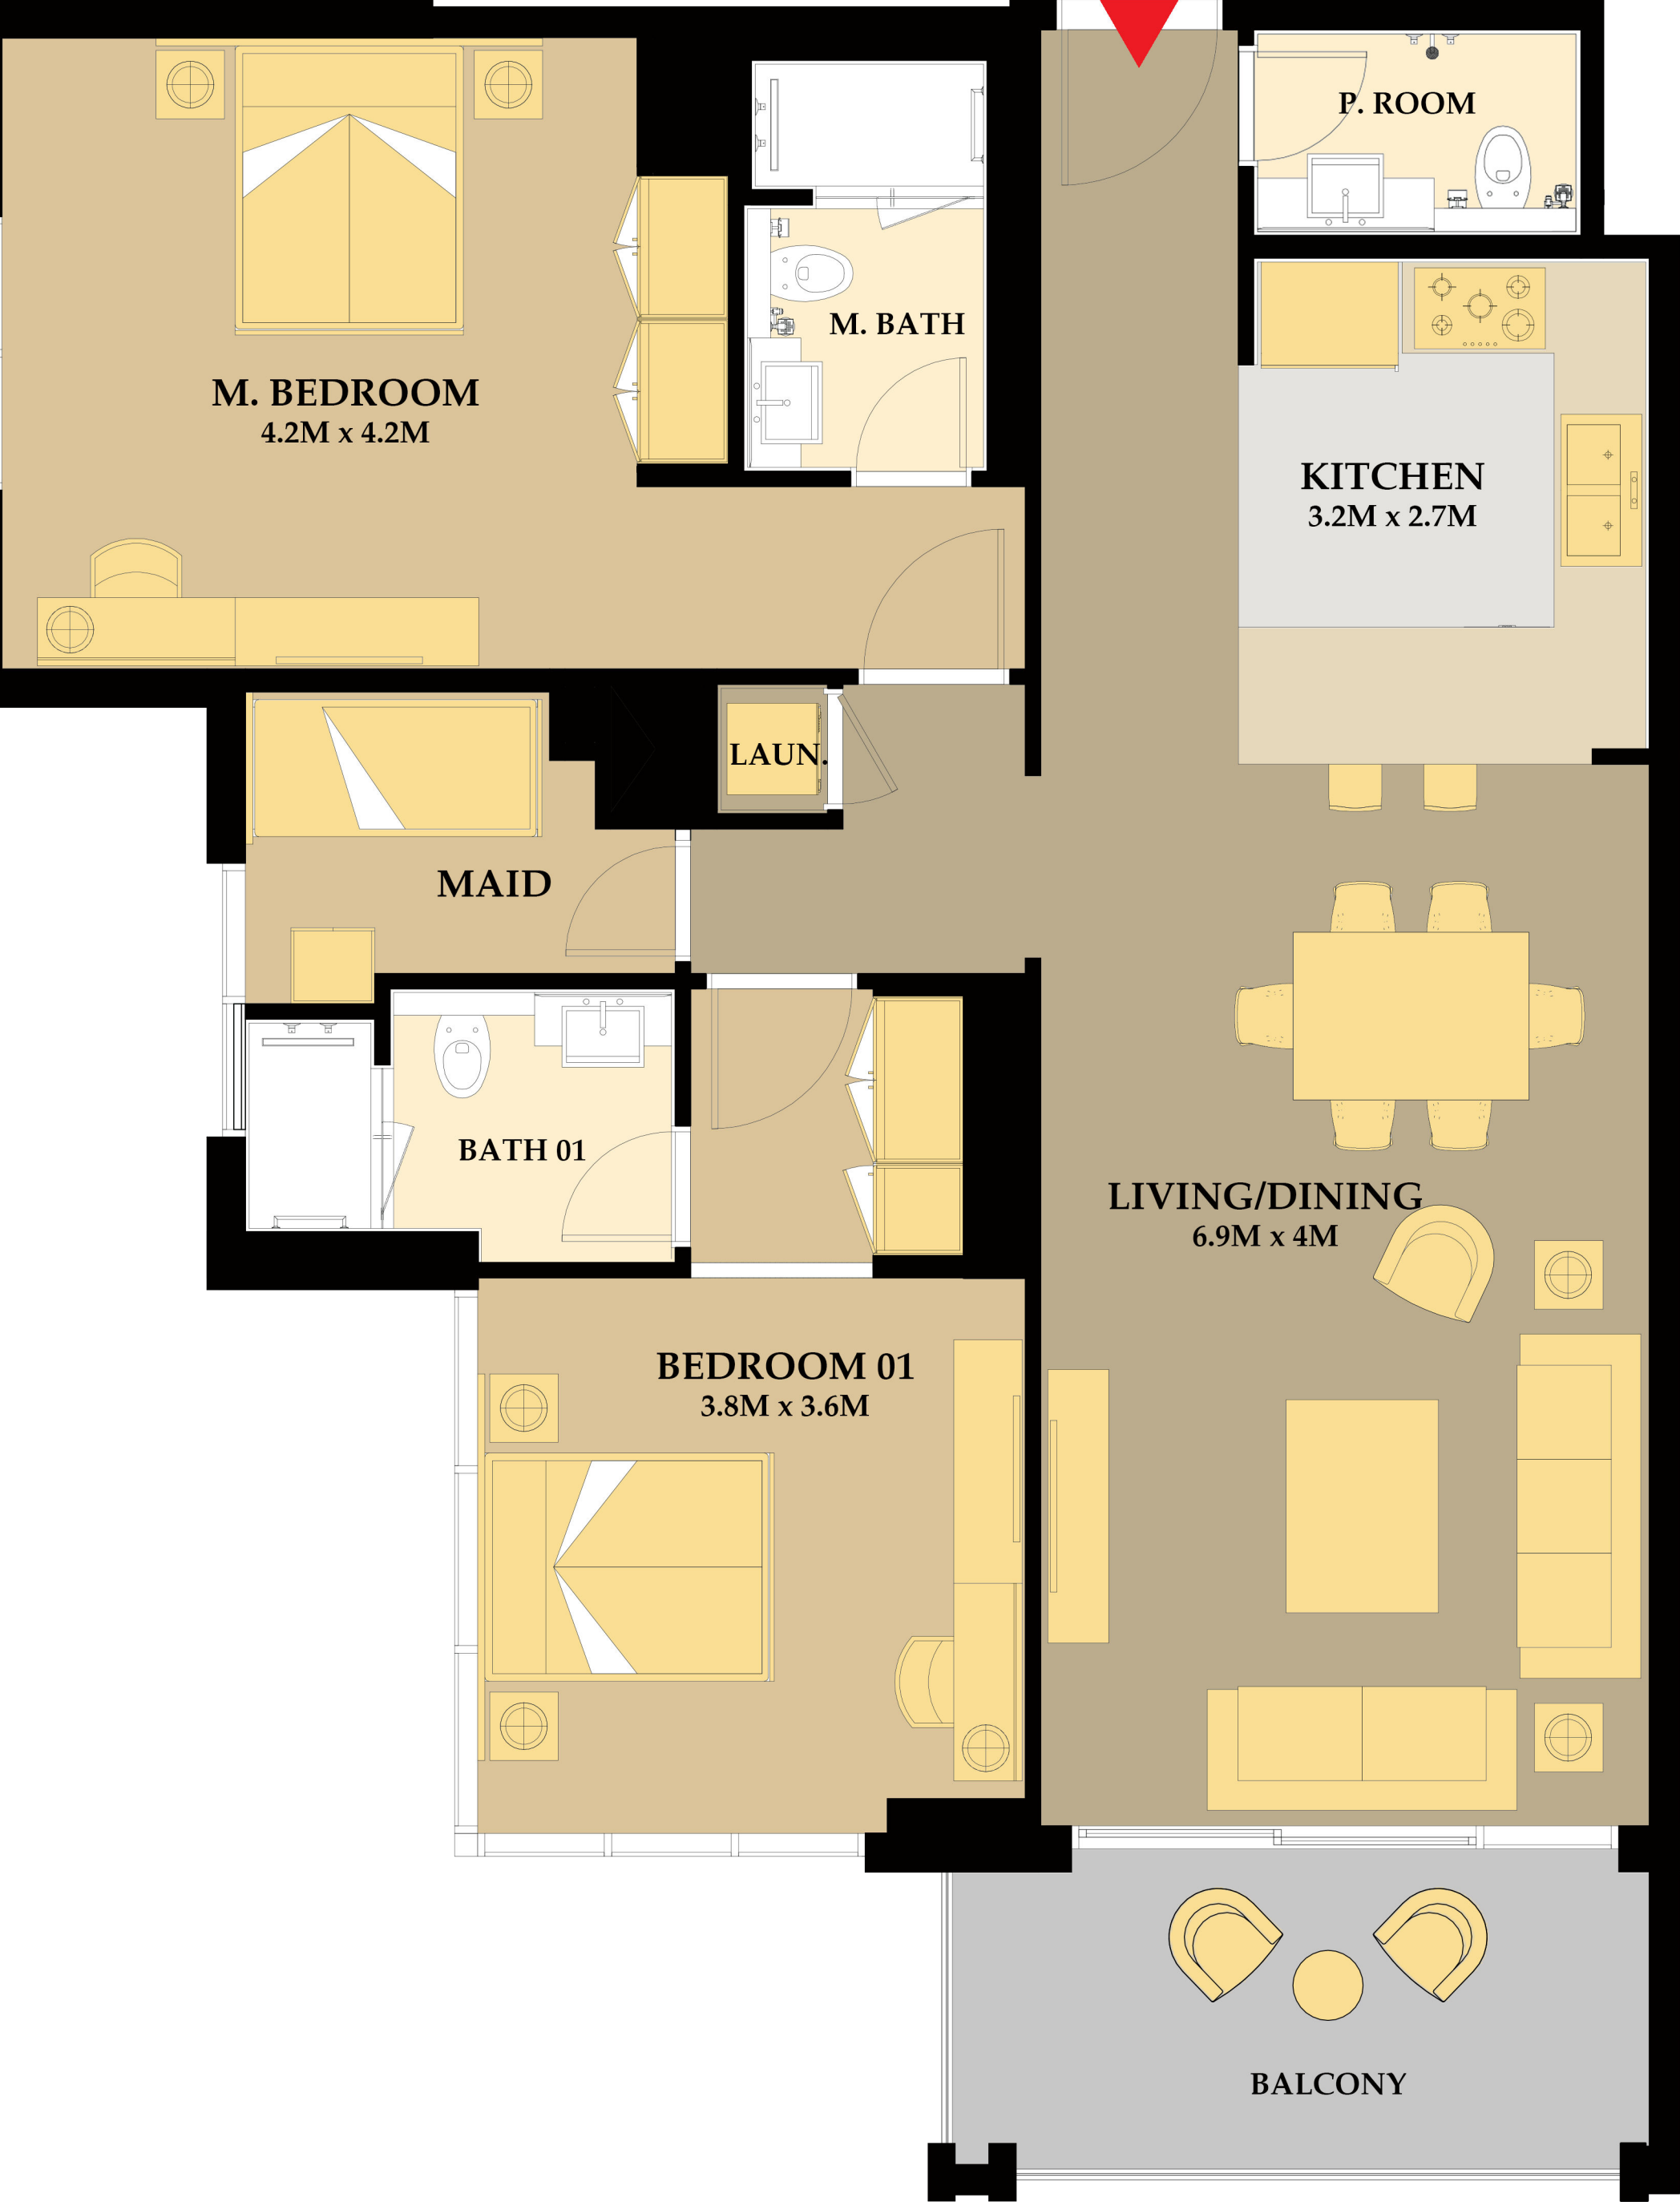 P. ROOM
M. BATH
M. BEDROOM
4.2M x 4.2M
KITCHEN
3.2M x 2.7M
LAUN.
MAID
BATH 01
LIVING/DINING
6.9M x 4M
BEDROOM 01
3.8M x 3.6M
BALCONY